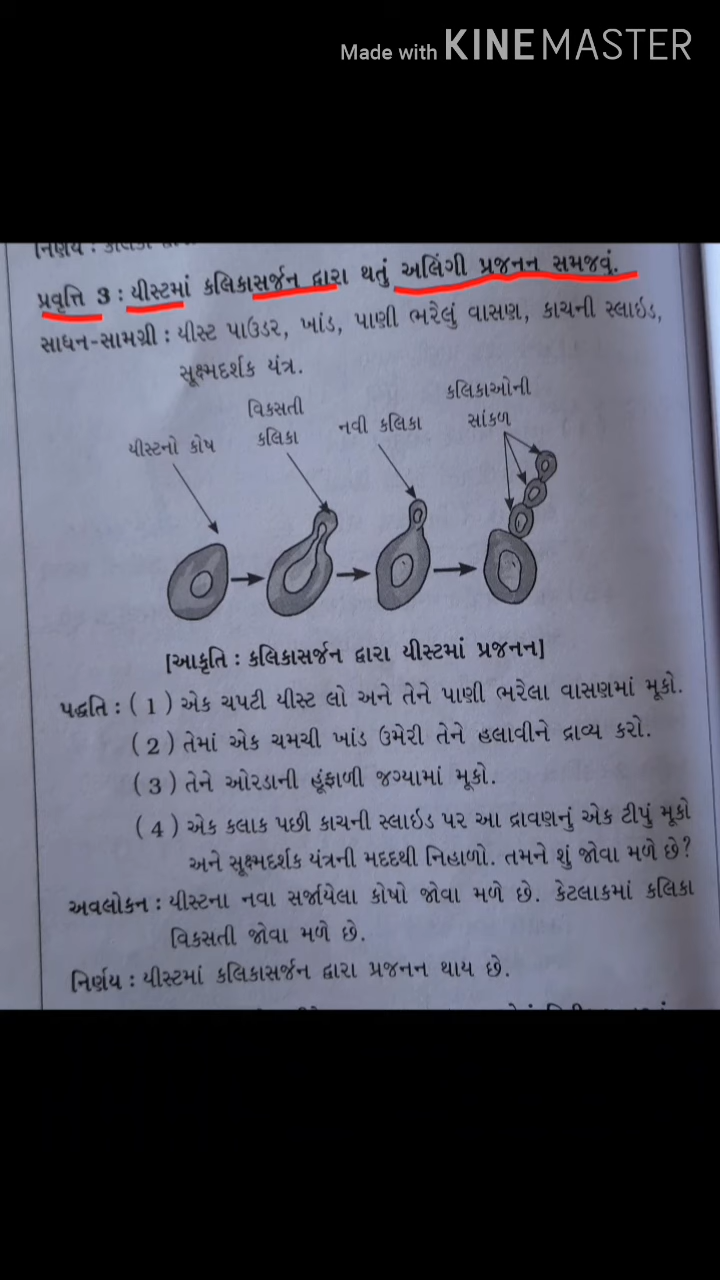 Made with KINEMASTER
નિર્ણય :
પ્રવૃત્તિ 3 : યીસ્ટમાં કલિકાસર્જન દ્વારા થતું અલિંગી પ્રજનન સમજવું.
સાધન-સામગ્રી : યીસ્ટ પાઉડર, ખાંડ, પાણી ભરેલું વાસણ, કાચની સ્લાઇડ,
સૂક્ષ્મદર્શક યંત્ર.
યીસ્ટનો કોષ
વિકસતી
કલિકા
નવી કલિકા
કલિકાઓની
સાંકળ
[આકૃતિ : કલિકાસર્જન દ્વારા યીસ્ટમાં પ્રજનન]
પદ્ધતિ : ( 1 ) એક ચપટી યીસ્ટ લો અને તેને પાણી ભરેલા વાસણમાં મૂકો.
( 2 ) તેમાં એક ચમચી ખાંડ ઉમેરી તેને હલાવીને દ્રાવ્ય કરો.
( 3 ) તેને ઓરડાની હૂંફાળી જગ્યામાં મૂકો.
( 4 ) એક કલાક પછી કાચની સ્લાઇડ પર આ દ્રાવણનું એક ટીપું મૂકો
અને સૂક્ષ્મદર્શક યંત્રની મદદથી નિહાળો. તમને શું જોવા મળે છે?
અવલોકન : યીસ્ટના નવા સર્જાયેલા કોષો જોવા મળે છે. કેટલાકમાં કલિકા
વિકસતી જોવા મળે છે.
નિર્ણય : યીસ્ટમાં કલિકાસર્જન દ્વારા પ્રજનન થાય છે.